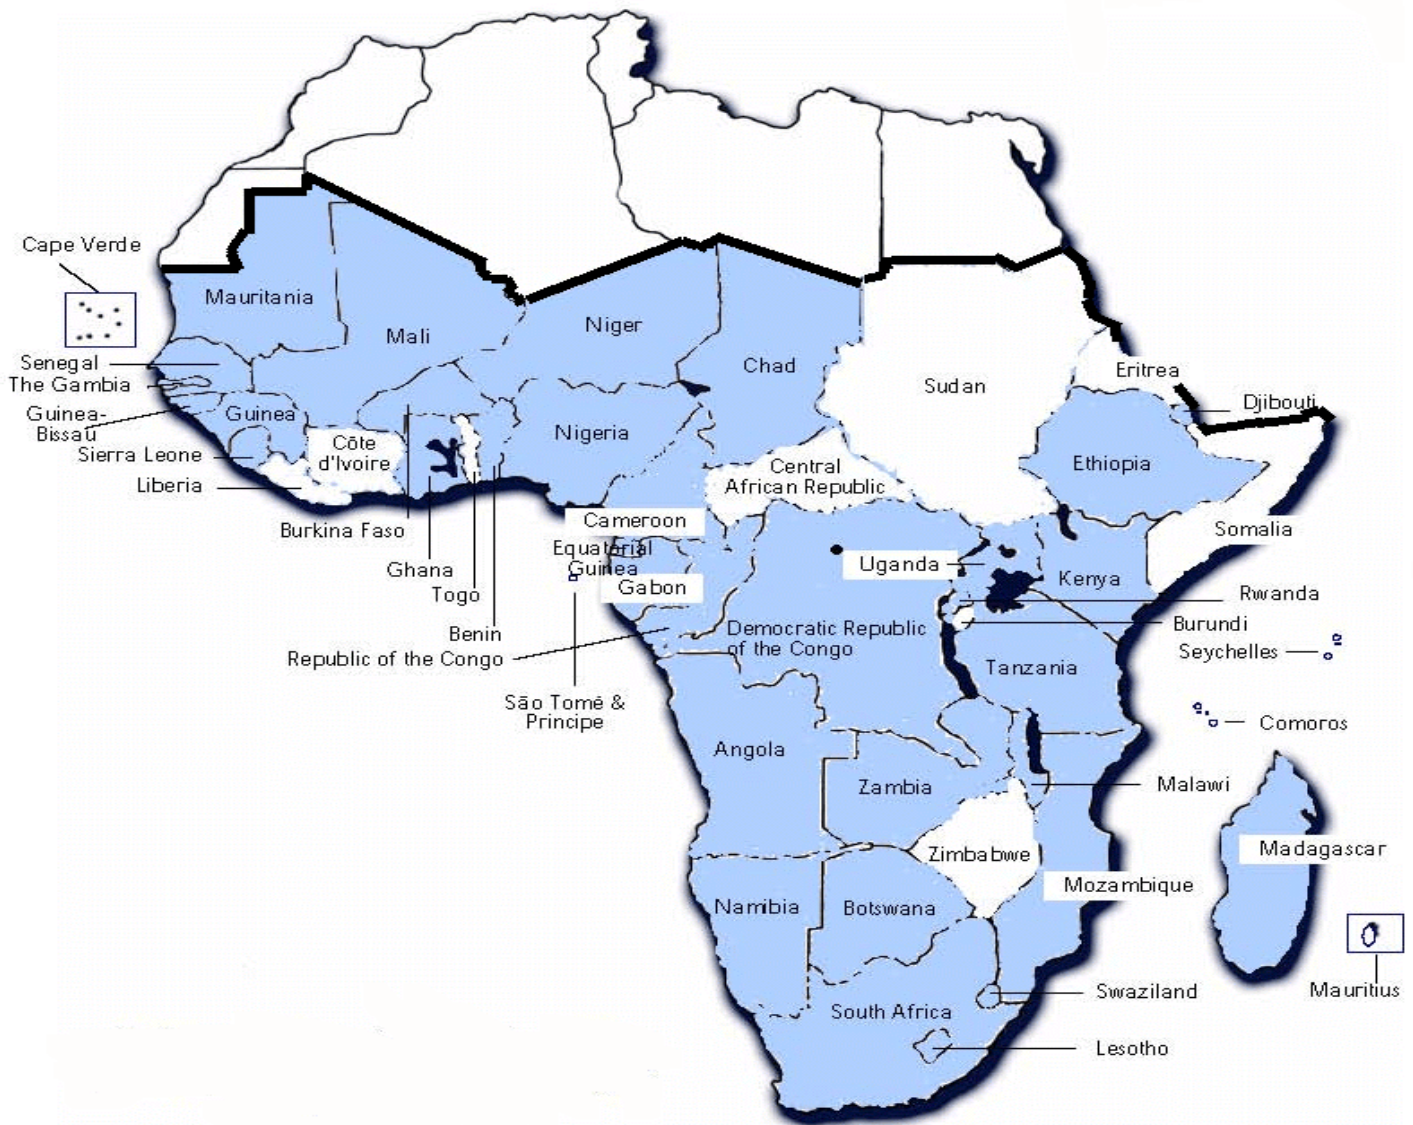 Cape Verde
Mauritania
Niger
Mali
Senegal
Chad
Eritrea
The Gambia
Sudan
Djibouti
Guinea-
Bissau
Guinea
Nigeria
Côte
d'Ivoire
Sierra Leone
Ethiopia
Central
African Republic
Liberia
Burkina Faso
Cameroon
Somalia
Equatorial
Guinea
Ghana
Uganda
Kenya
Togo
Gabon
Rwanda
Benin
Democratic Republic
of the Congo
Burundi
Republic of the Congo
Seychelles
Tanzania
São Tomé &
Principe
Comoros
Angola
Zambia
Malawi
Zimbabwe
Madagascar
Mozambique
Namibia
Botswana
Swaziland
Mauritius
South Africa
Lesotho